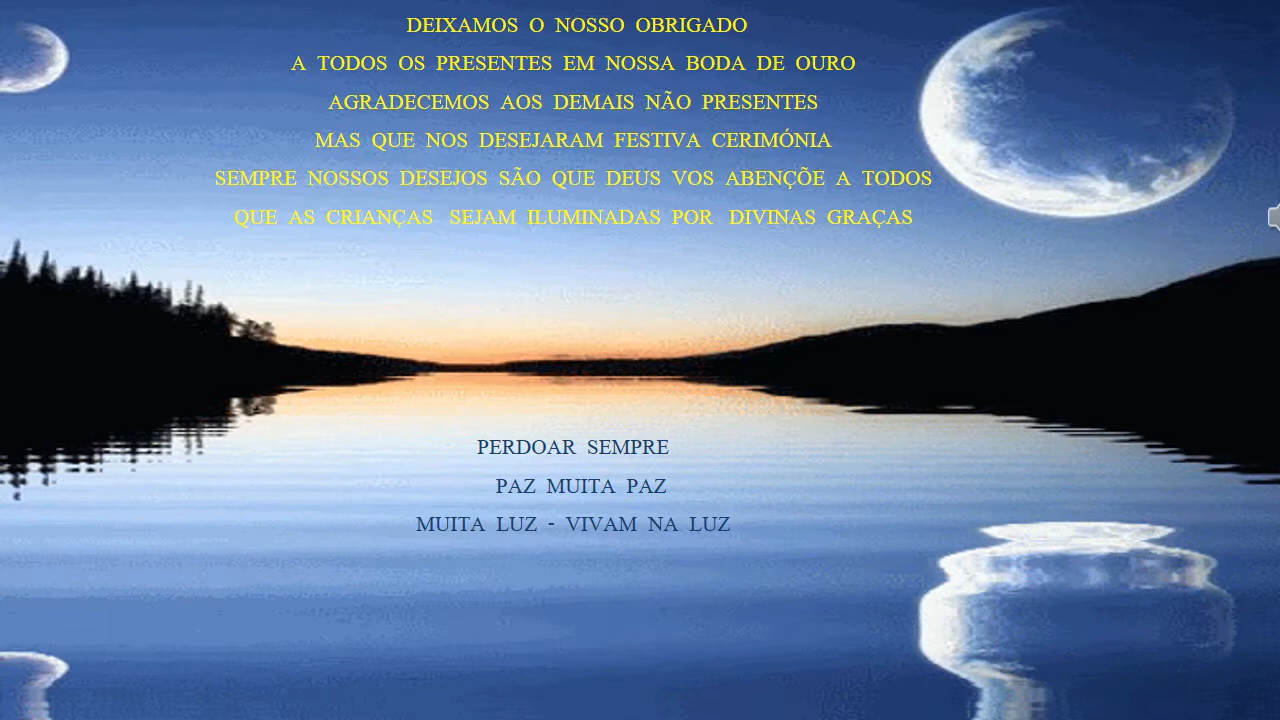 DEIXAMOS O NOSSO OBRIGADO
A TODOS OS PRESENTES EM NOSSA BODA DE OURO
AGRADECEMOS AOS DEMAIS NÃO PRESENTES
MAS QUE NOS DESEJARAM FESTIVA CERIMÓNIA
SEMPRE NOSSOS DESEJOS SÃO QUE DEUS VOS ABENÇÕE A TODOS
QUE AS CRIANÇAS SEJAM ILUMINADAS POR DIVINAS GRAÇAS
PERDOAR SEMPRE
PAZ MUITA PAZ
MUITA LUZ - VIVAM NA LUZ